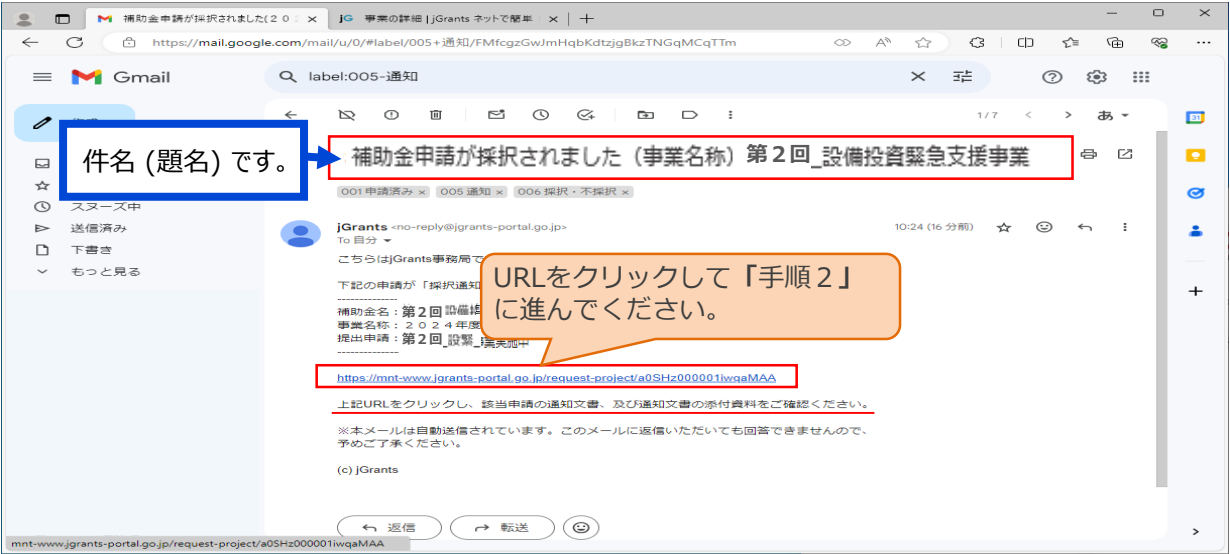 補助金申請が採択されました(20
jG 事業の詳細 | jGrants ネットで簡単
https://mail.google.com/mail/u/0/#label/005+通知/FMfcgzGwJmHqbKdtzjgBkzTNGqMCqTTm
Gmail
label:005-通知
1/7
あ
31
件名 (題名) です。
補助金申請が採択されました（事業名称）第２回_設備投資緊急支援事業
001 申請済み × 005 通知 × 006 採択・不採択 ×
スヌーズ中
送信済み
下書き
もっと見る
jGrants <no-reply@jgrants-portal.go.jp>
10:24 (16 分前)
To 自分
こちらはjGrants事務局で
下記の申請が「採択通知
URLをクリックして「手順２」
に進んでください。
--------------
補助金名：第２回
事業名称：２０２４年度
提出申請：第２回_設緊_
--------------
https://mnt-www.jgrants-portal.go.jp/request-project/a0SHz000001iwqaMAA
上記URLをクリックし、該当申請の通知文書、及び通知文書の添付資料をご確認ください。
※本メールは自動送信されています。このメールに返信いただいても回答できませんので、
予めご了承ください。
(c) jGrants
返信
転送
mnt-www.jgrants-portal.go.jp/request-project/a0SHz000001iwqaMAA